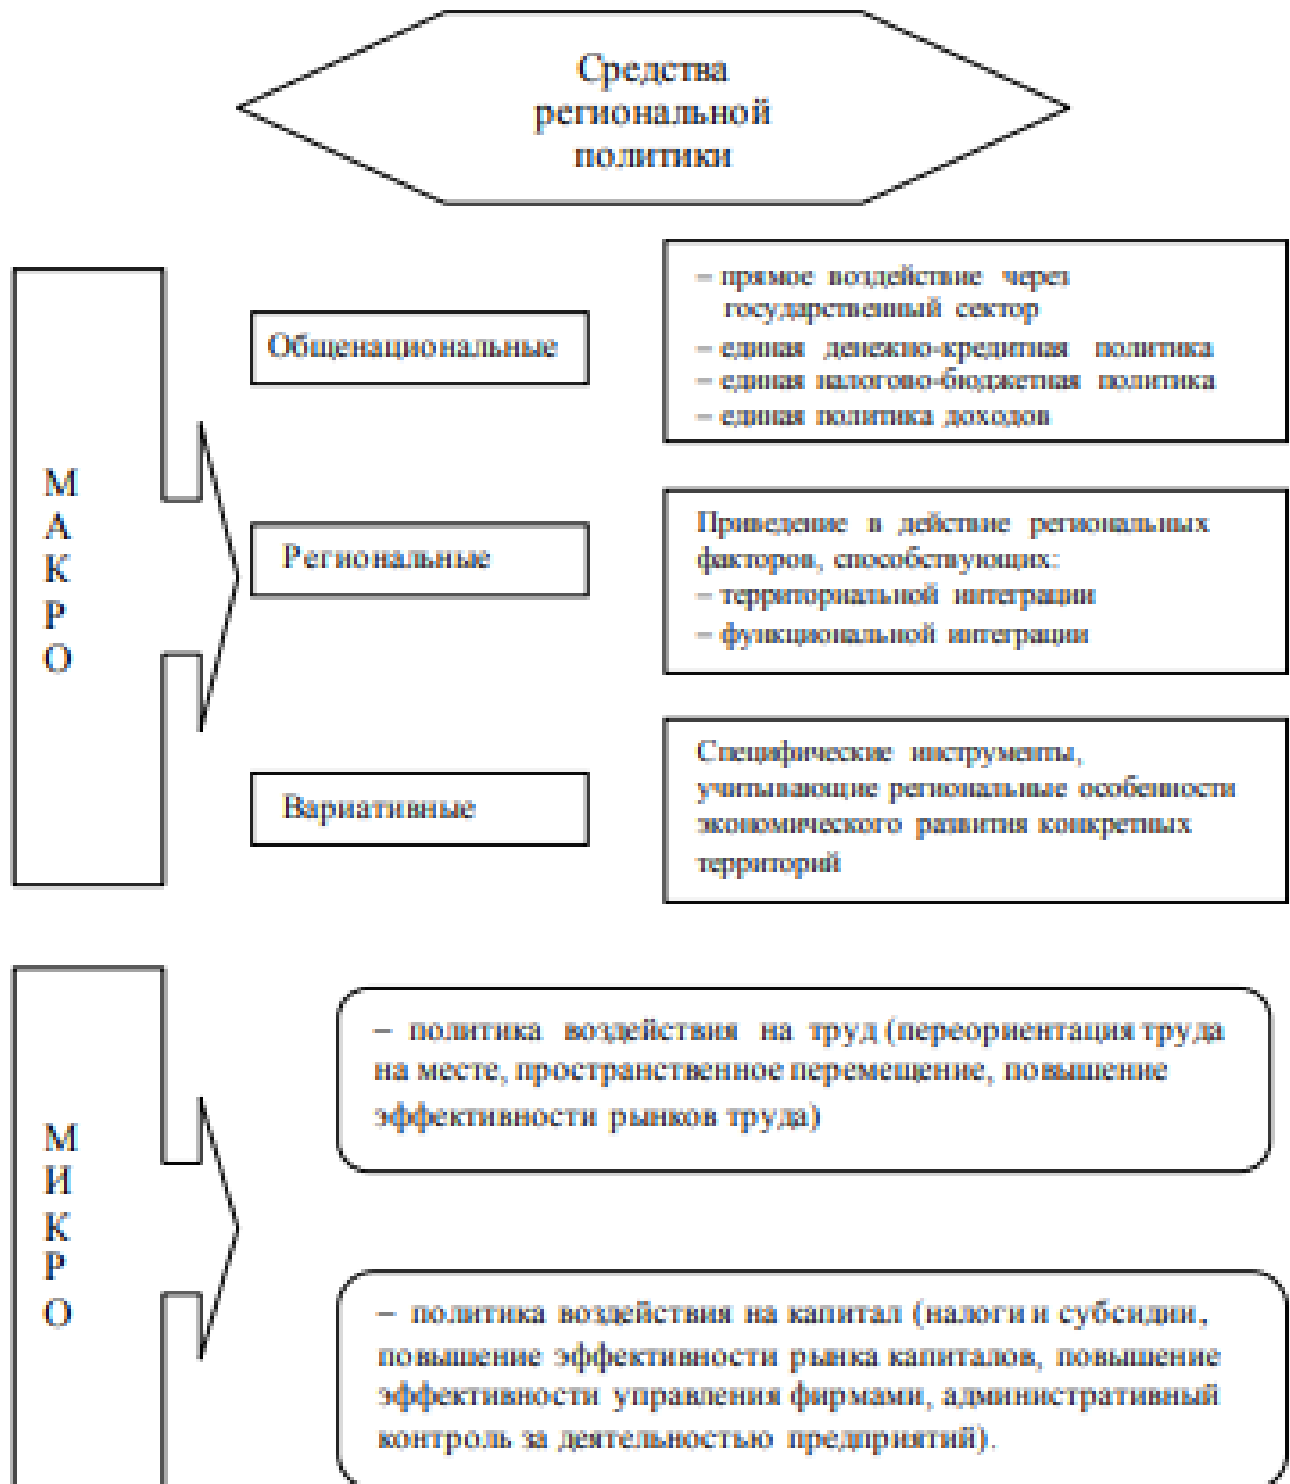 Средства
региональной
политики
МАКРО
Общенациональные
– прямое воздействие через
государственный сектор
– единая денежно-кредитная политика
– единая налогово-бюджетная политика
– единая политика доходов
Региональные
Приведение в действие региональных
факторов, способствующих:
– территориальной интеграции
– функциональной интеграции
Вариативные
Специфические инструменты,
учитывающие региональные особенности
экономического развития конкретных
территорий
МИКРО
– политика воздействия на труд (переориентация труда
на месте, пространственное перемещение, повышение
эффективности рынков труда)
– политика воздействия на капитал (налоги и субсидии,
повышение эффективности рынка капиталов, повышение
эффективности управления фирмами, административный
контроль за деятельностью предприятий).